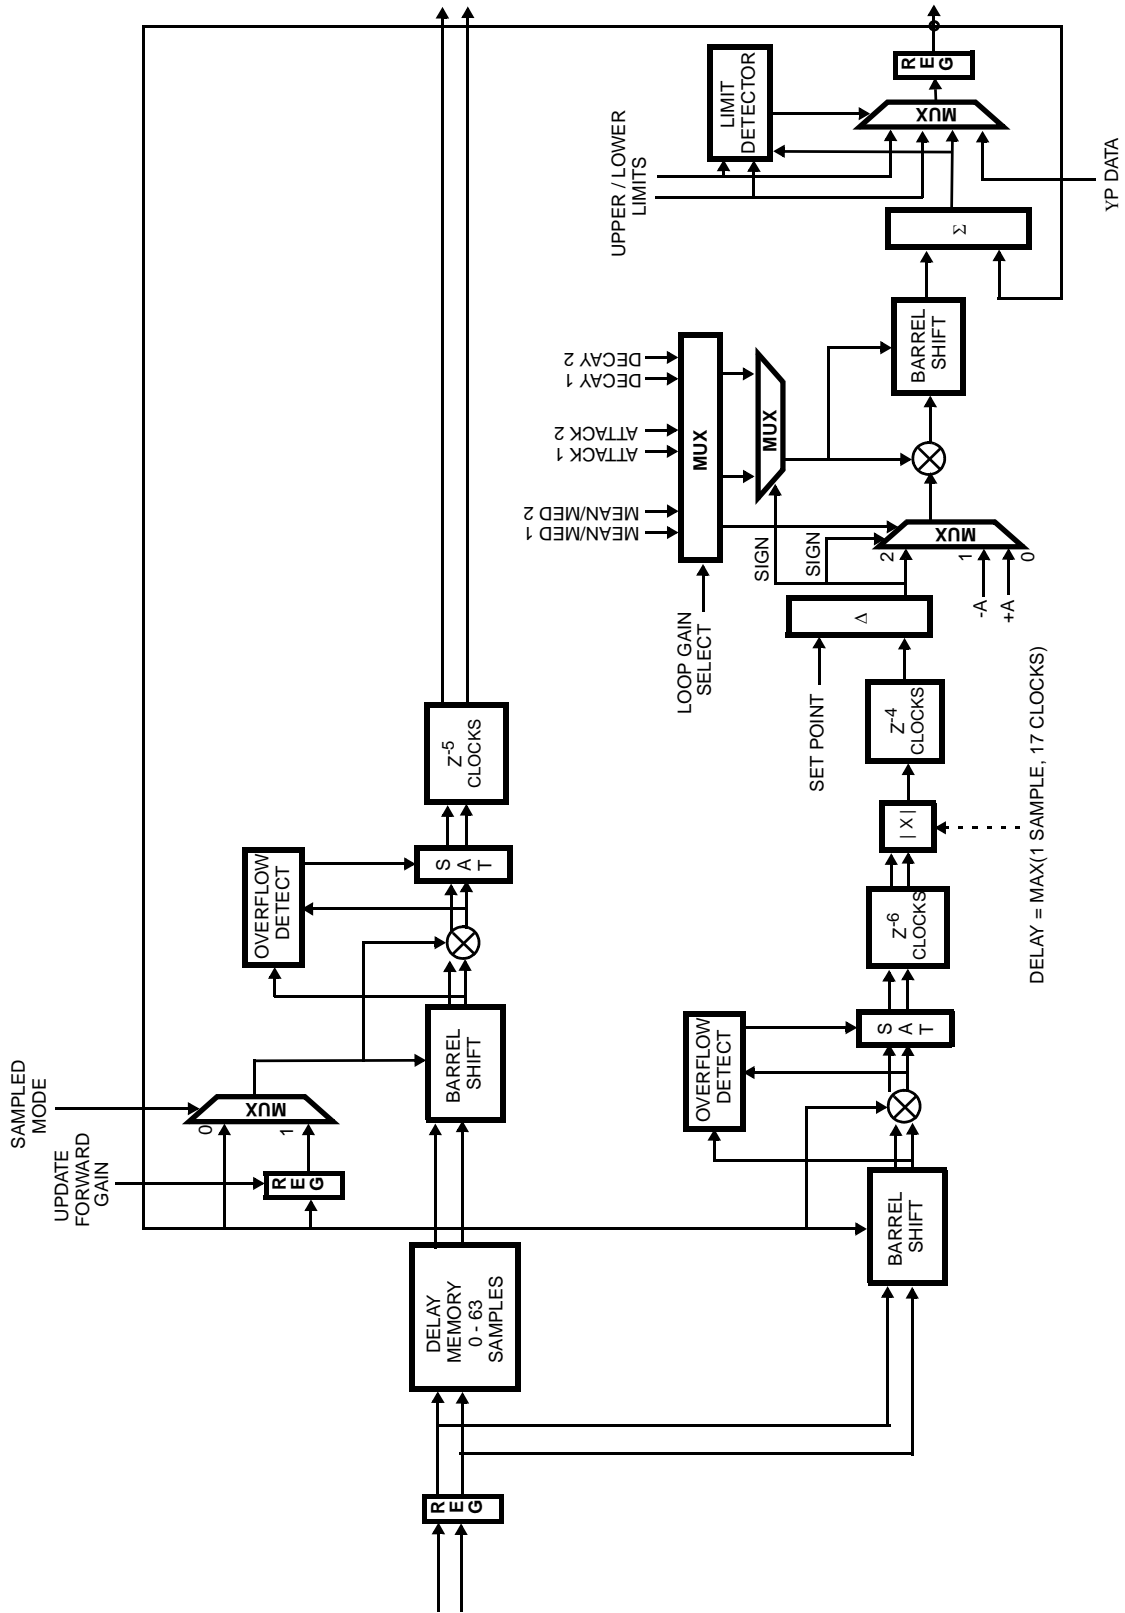 SAMPLED
MODE
UPDATE
FORWARD
GAIN
0
MUX
1
REG
REG
DELAY
MEMORY
0 - 63
SAMPLES
BARREL
SHIFT
OVERFLOW
DETECT
SAT
Z-5
CLOCKS
BARREL
SHIFT
OVERFLOW
DETECT
SAT
Z-6
CLOCKS
| X |
DELAY = MAX(1 SAMPLE, 17 CLOCKS)
Z-4
CLOCKS
SET POINT
Δ
SIGN
SIGN
LOOP GAIN
SELECT
MEAN/MED 1
MEAN/MED 2
ATTACK 1
ATTACK 2
DECAY 1
DECAY 2
MUX
MUX
2
MUX
1
0
-A
+A
BARREL
SHIFT
Σ
UPPER / LOWER
LIMITS
LIMIT
DETECTOR
MUX
REG
μP DATA